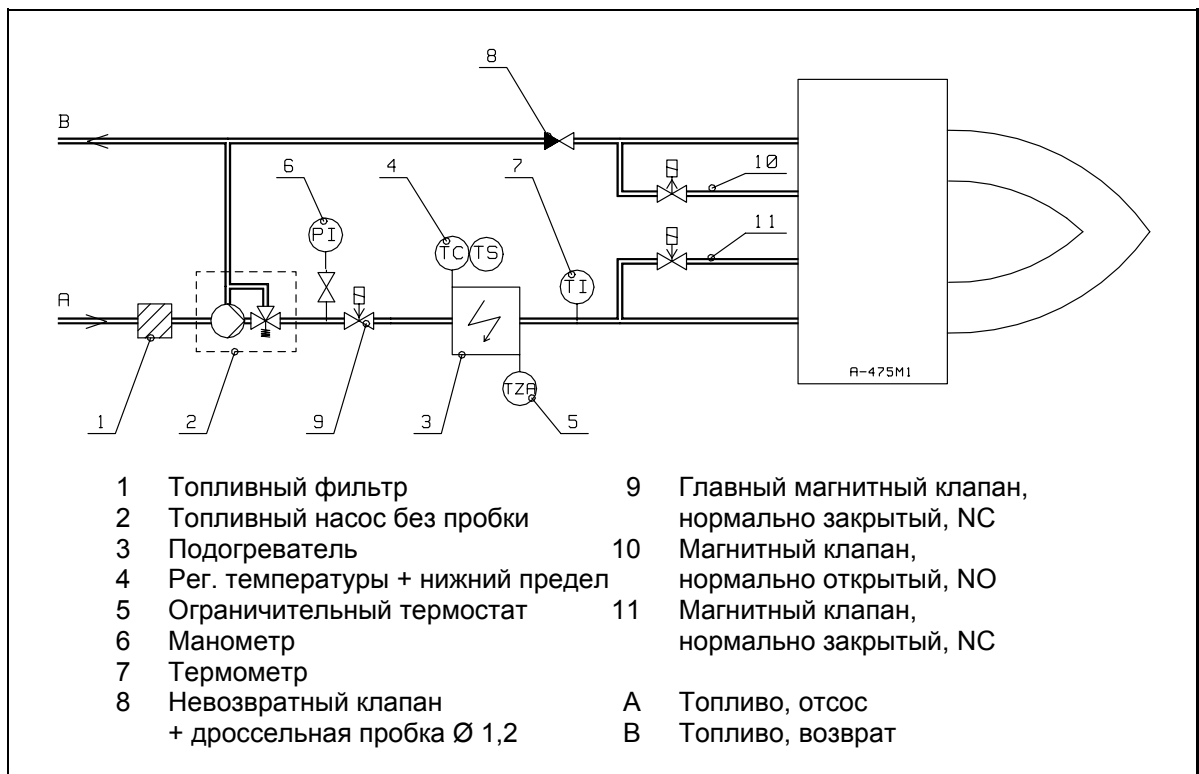 8
B
6
4
7
10
PI
TC TS
11
A
TI
A-475M1
TZA
1
2
9
3
5
1 Топливный фильтр
2 Топливный насос без пробки
3 Подогреватель
4 Рег. температуры + нижний предел
5 Ограничительный термостат
6 Манометр
7 Термометр
8 Невозвратный клапан
+ дроссельная пробка Ø 1,2
9 Главный магнитный клапан,
нормально закрытый, NC
10 Магнитный клапан,
нормально открытый, NO
11 Магнитный клапан,
нормально закрытый, NC
A Топливо, отсос
B Топливо, возврат